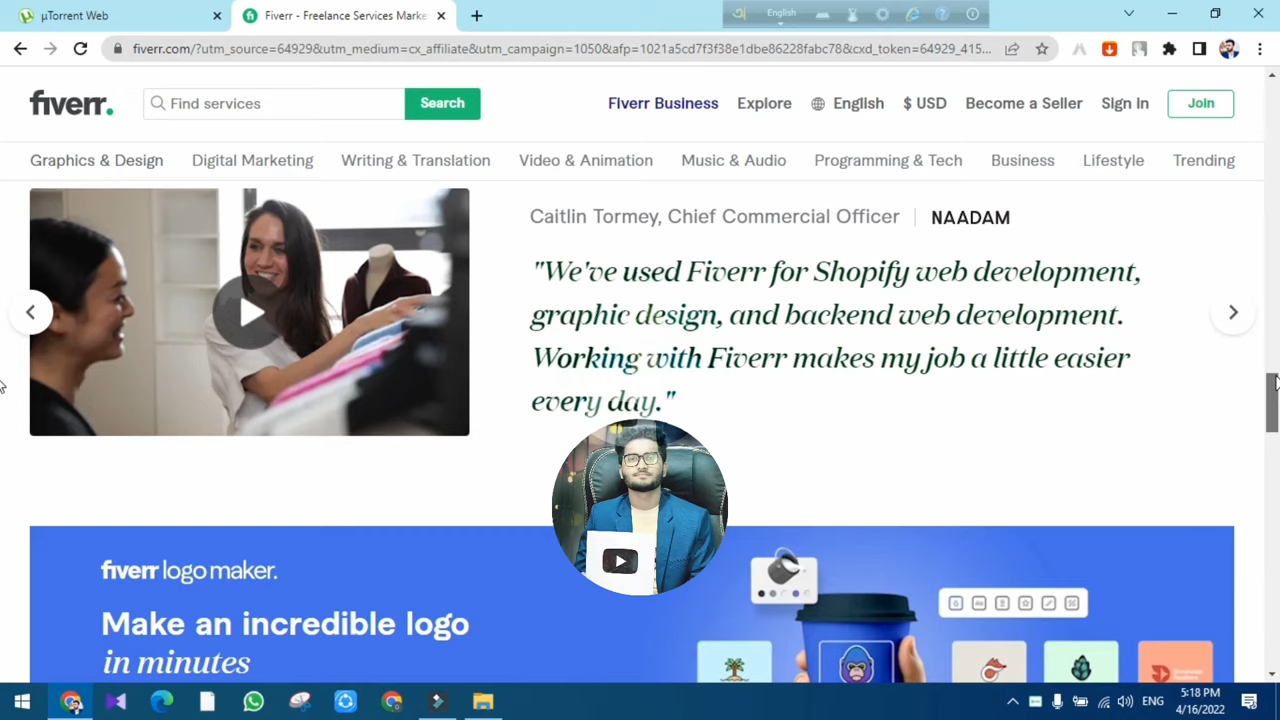 µTorrent Web
Fiverr - Freelance Services Marke
English
fiverr.com/?utm_source=64929&utm_medium=cx_affiliate&utm_campaign=1050&afp=1021a5cd7f3f38e1dbe86228fabc78&cxd_token=64929_415...
fiverr.
Find services
Search
Fiverr Business
Explore
English
$ USD
Become a Seller
Sign In
Join
Graphics & Design
Digital Marketing
Writing & Translation
Video & Animation
Music & Audio
Programming & Tech
Business
Lifestyle
Trending
Caitlin Tormey, Chief Commercial Officer
NAADAM
"We've used Fiverr for Shopify web development,
graphic design, and backend web development.
Working with Fiverr makes my job a little easier
every day."
fiverr logo maker.
Make an incredible logo
in minutes
ENG
5:18 PM
4/16/2022